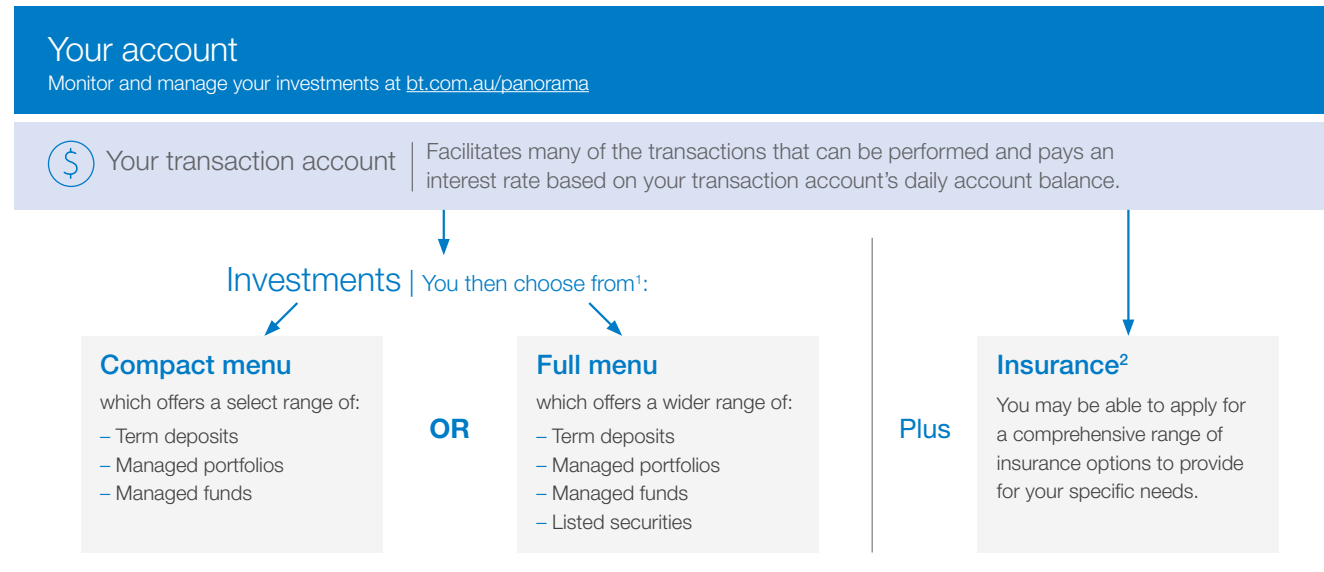 Your account
Monitor and manage your investments at bt.com.au/panorama
$
Your transaction account
Facilitates many of the transactions that can be performed and pays an
interest rate based on your transaction account’s daily account balance.
Investments | You then choose from¹:
Compact menu
which offers a select range of:
– Term deposits
– Managed portfolios
– Managed funds
OR
Full menu
which offers a wider range of:
– Term deposits
– Managed portfolios
– Managed funds
– Listed securities
Plus
Insurance²
You may be able to apply for
a comprehensive range of
insurance options to provide
for your specific needs.